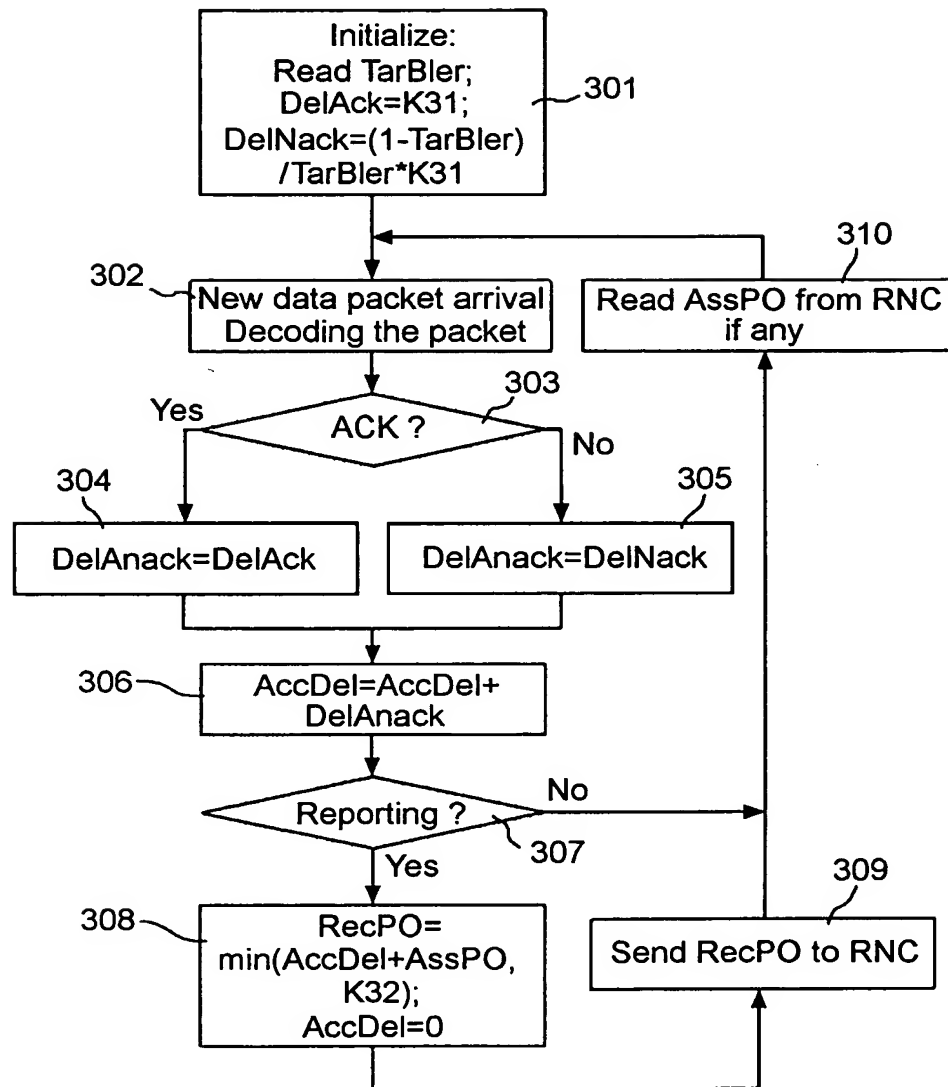 Initialize:
Read TarBler;
DelAck=K31;
DelNack=(1-TarBler)
/TarBler*K31
301
310
302
New data packet arrival
Decoding the packet
Read AssPO from RNC
if any
303
Yes
ACK ?
No
304
305
DelAnack=DelAck
DelAnack=DelNack
306
AccDel=AccDel+
DelAnack
Reporting ?
No
307
Yes
308
309
RecPO=
min(AccDel+AssPO,
K32);
AccDel=0
Send RecPO to RNC